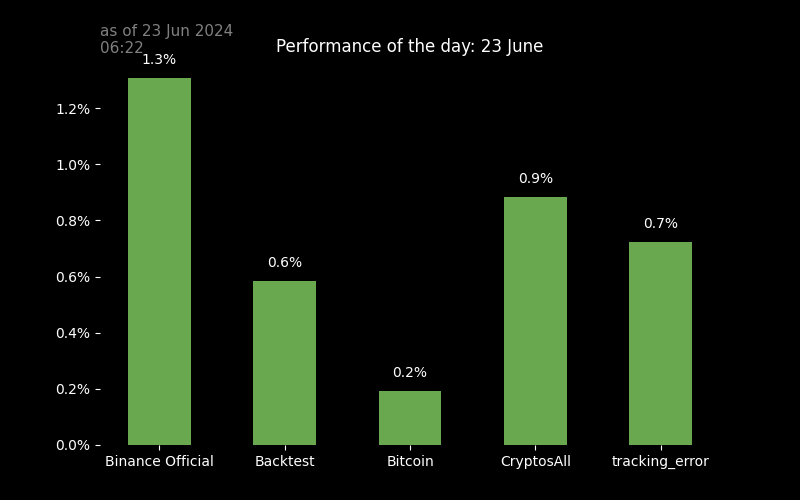 as of 23 Jun 2024
06:22
Performance of the day: 23 June
1.3%
1.2%
1.0%
0.9%
0.8%
0.7%
0.6%
0.6%
0.4%
0.2%
0.2%
0.0%
Binance Official
Backtest
Bitcoin
CryptosAll
tracking_error